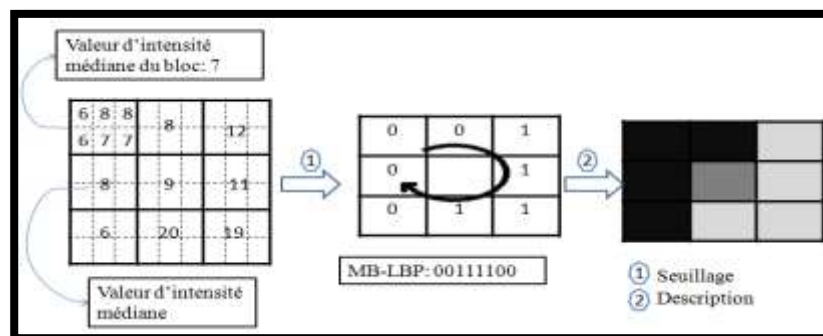 Valeur d'intensité
médiane du bloc: 7
6 8 8
6 7 7
8
12
8
9
11
6
20
19
Valeur d'intensité
médiane
①
0 0 1
0 1
0 1 1
MB-LBP: 00111100
②
① Seuillage
② Description